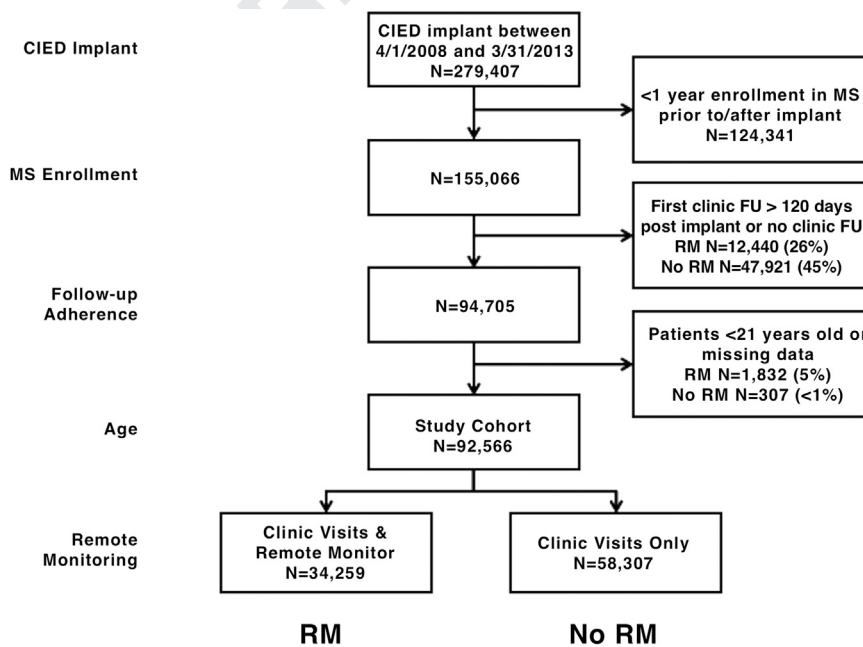 CIED Implant
CIED implant between
4/1/2008 and 3/31/2013
N=279,407
<1 year enrollment in MS
prior to/after implant
N=124,341
MS Enrollment
N=155,066
First clinic FU > 120 days
post implant or no clinic FU
RM N=12,440 (26%)
No RM N=47,921 (45%)
Follow-up
Adherence
N=94,705
Patients <21 years old or
missing data
RM N=1,832 (5%)
No RM N=307 (<1%)
Age
Study Cohort
N=92,566
Remote
Monitoring
Clinic Visits &
Remote Monitor
N=34,259
Clinic Visits Only
N=58,307
RM
No RM